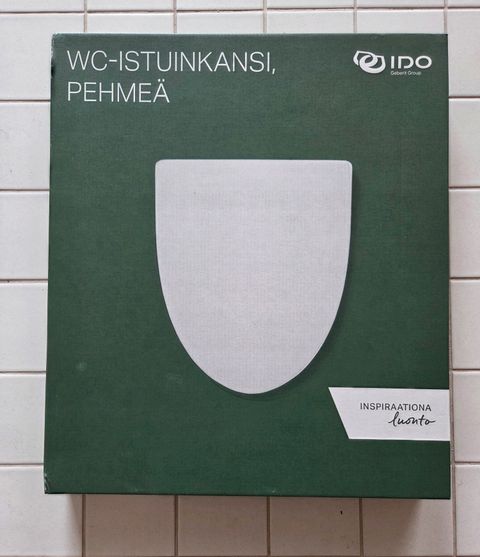 WC-ISTUINKANSI,
PEHMEÄ
IDO
Geberit Group
INSPIRAATIONA
luonto